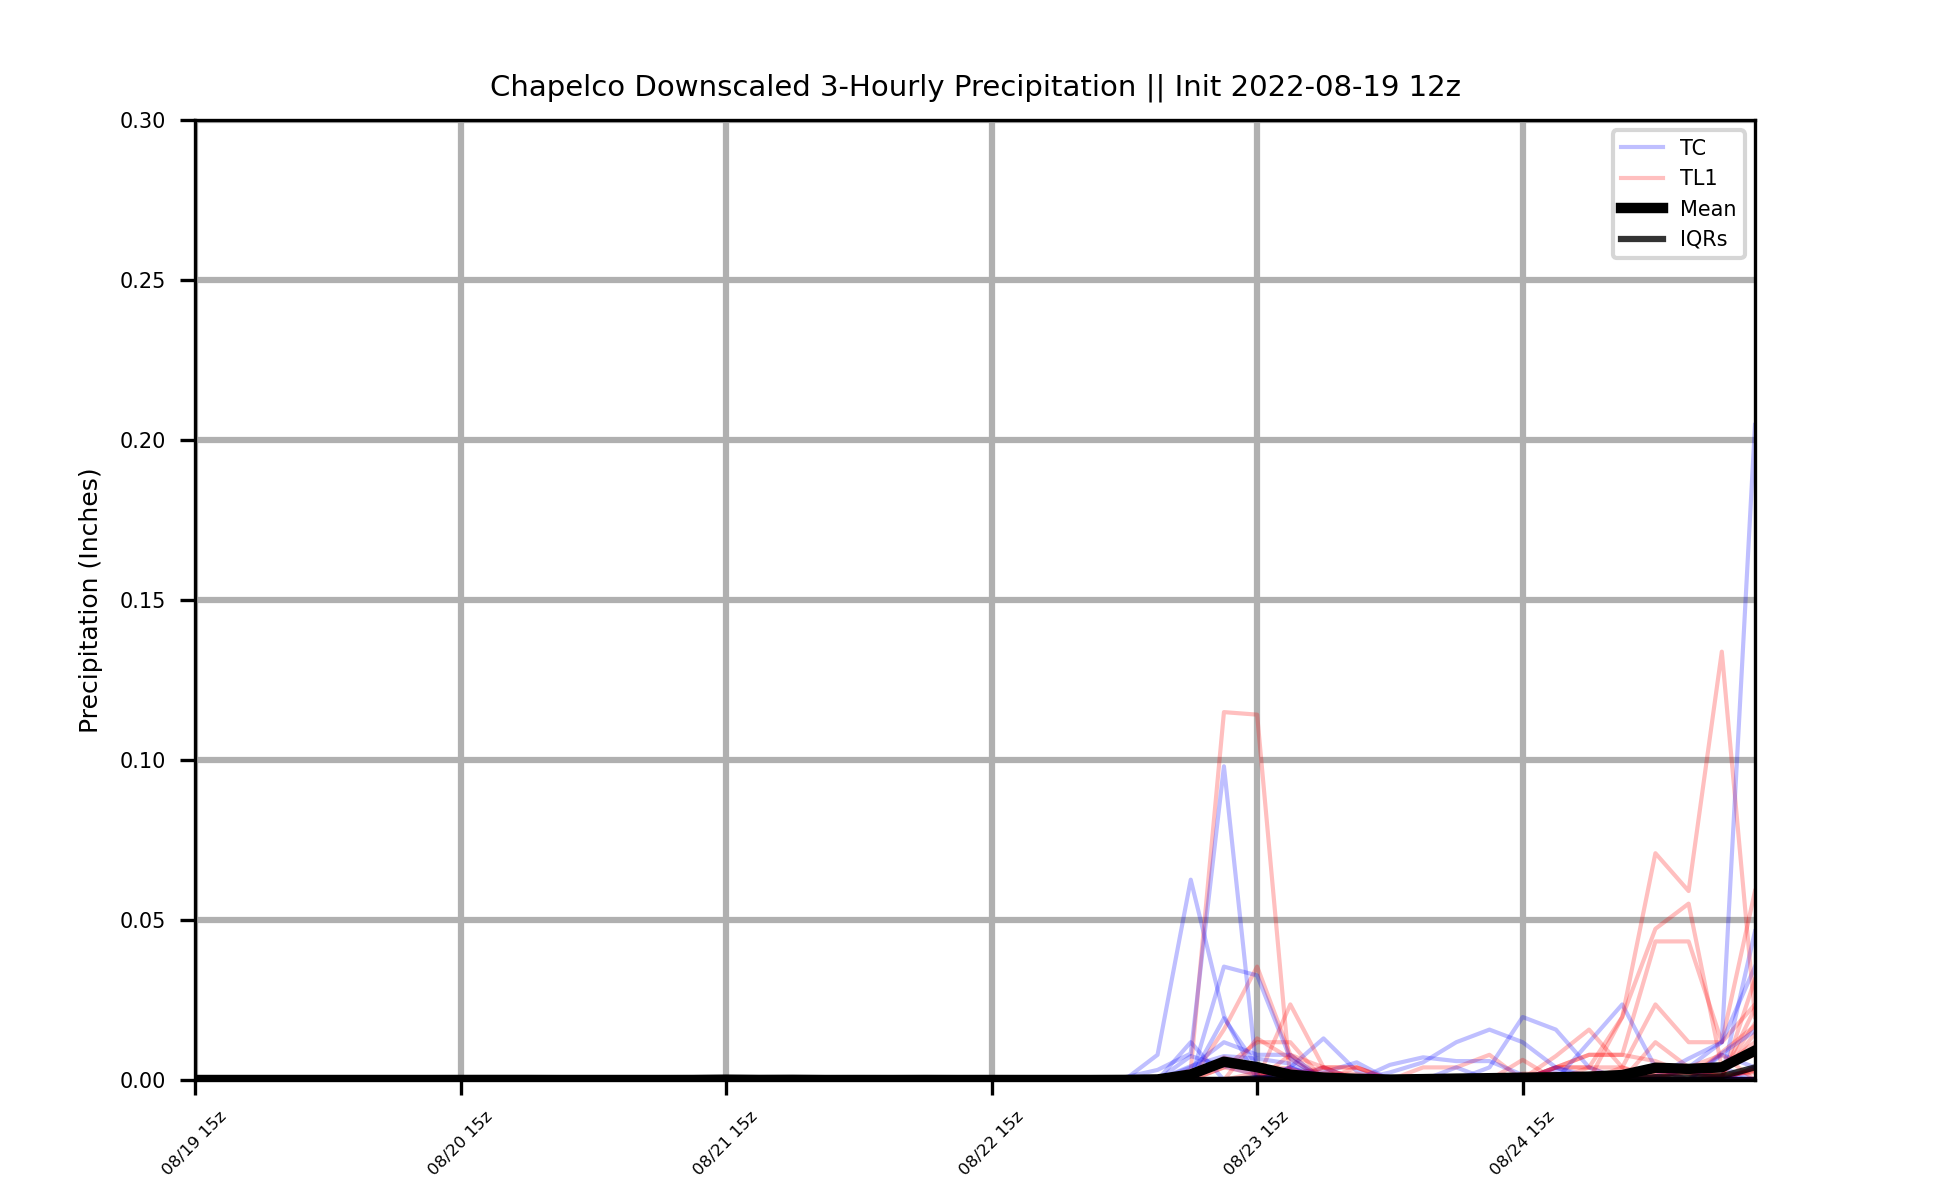 Chapelco Downscaled 3-Hourly Precipitation || Init 2022-08-19 12z
0.30
0.25
0.20
0.15
0.10
0.05
0.00
Precipitation (Inches)
TC
TL1
Mean
IQRs
08/19 15z
08/20 15z
08/21 15z
08/22 15z
08/23 15z
08/24 15z